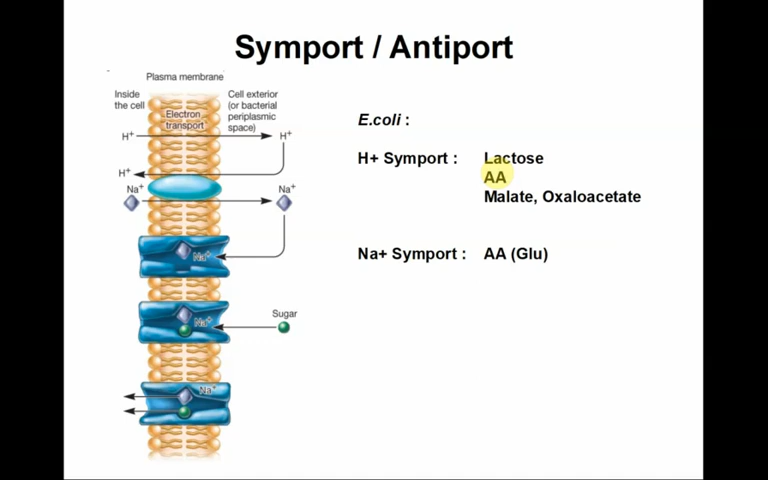 Symport / Antiport
Plasma membrane
Inside
the cell
Cell exterior
(or bacterial
periplasmic
space)
Electron
transport
H+
H+
H+
Na+
Na+
Na+
Sugar
Na+
Na+
E.coli :
H+ Symport : Lactose
AA
Malate, Oxaloacetate
Na+ Symport : AA (Glu)